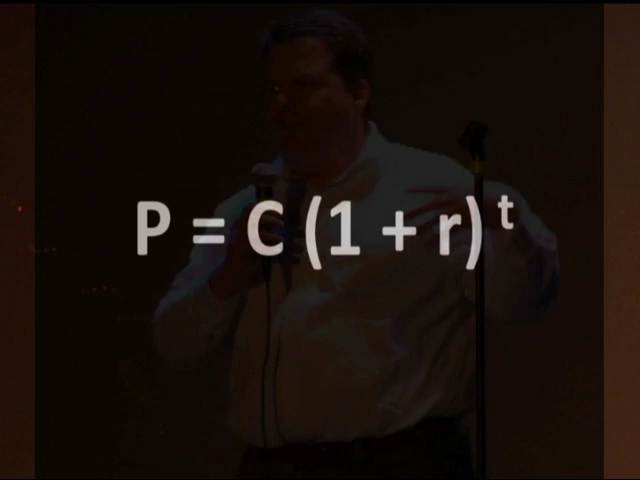 P = C (1 + r)ᵗ